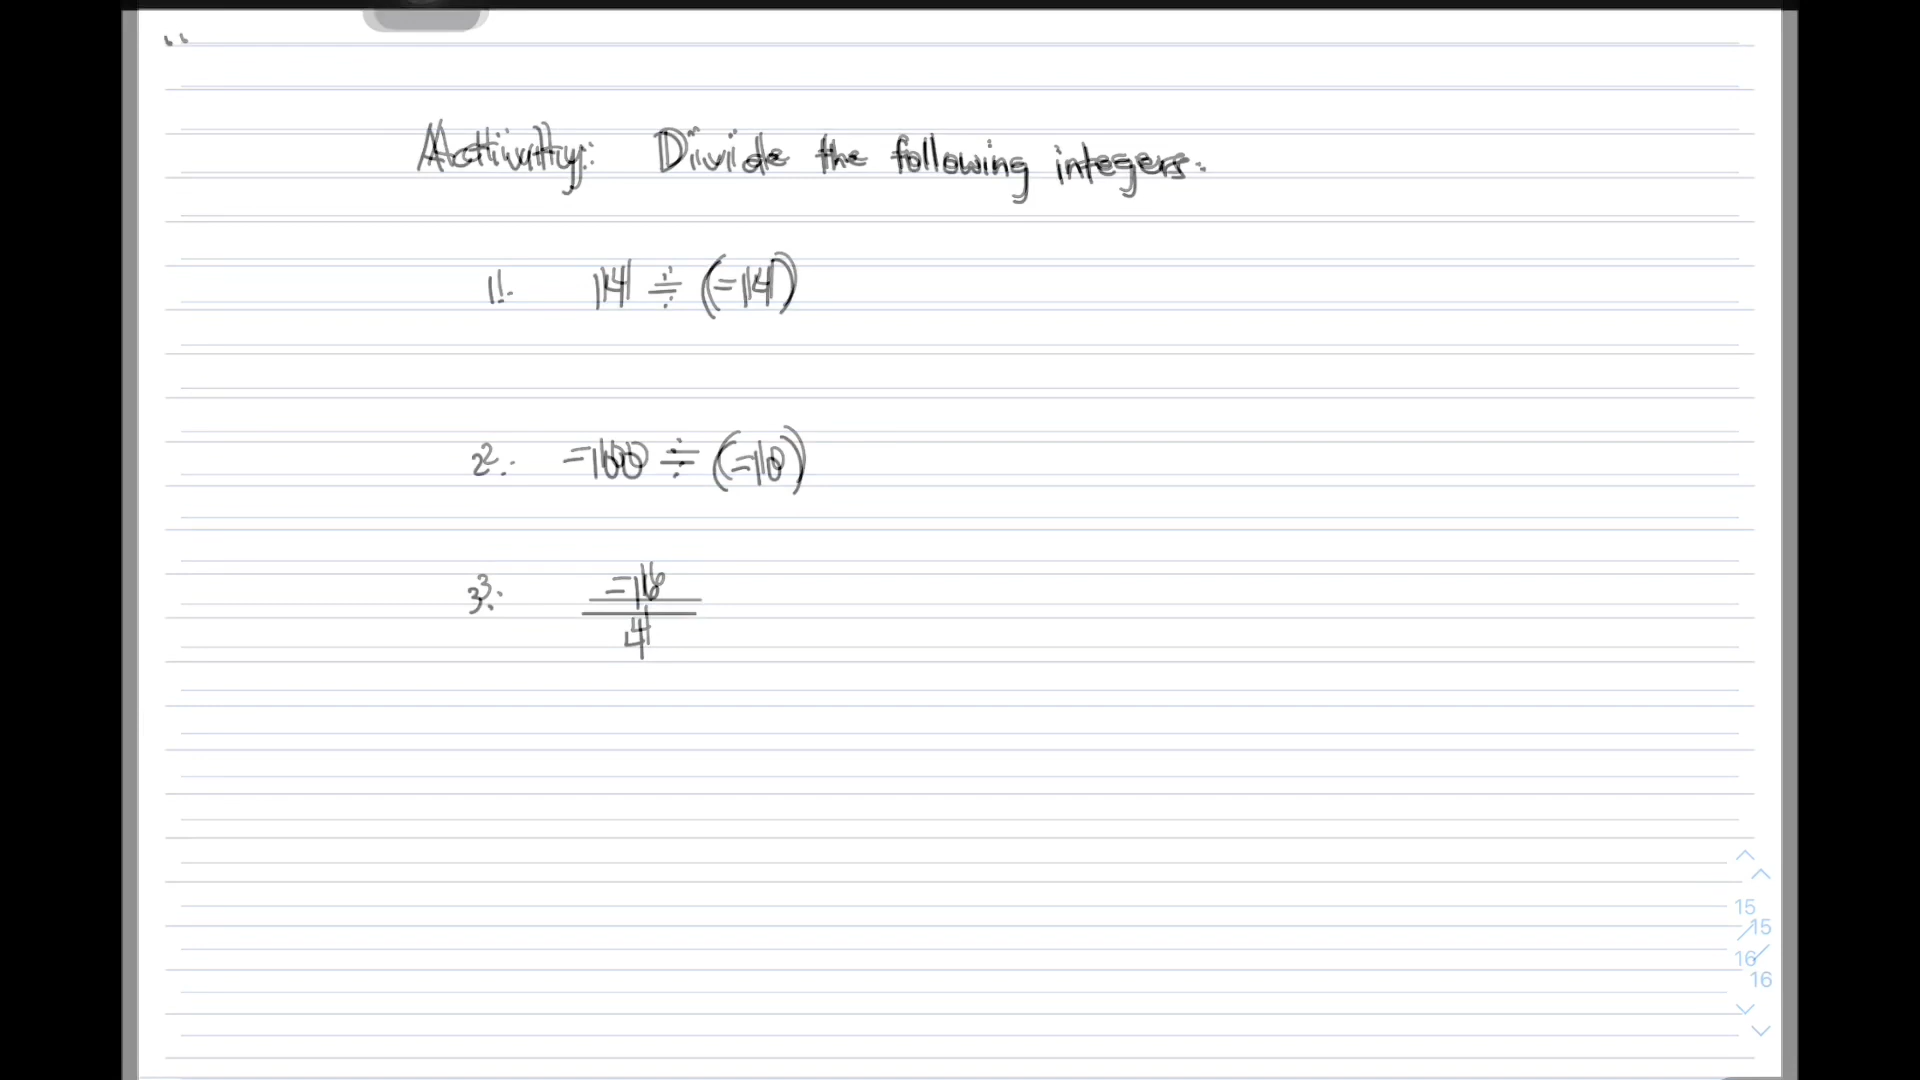 Activity: Divide the following integers.
1. 14 ÷ (-14)
2. -100 ÷ (-10)
3. -16
4
15
/15
16/
16